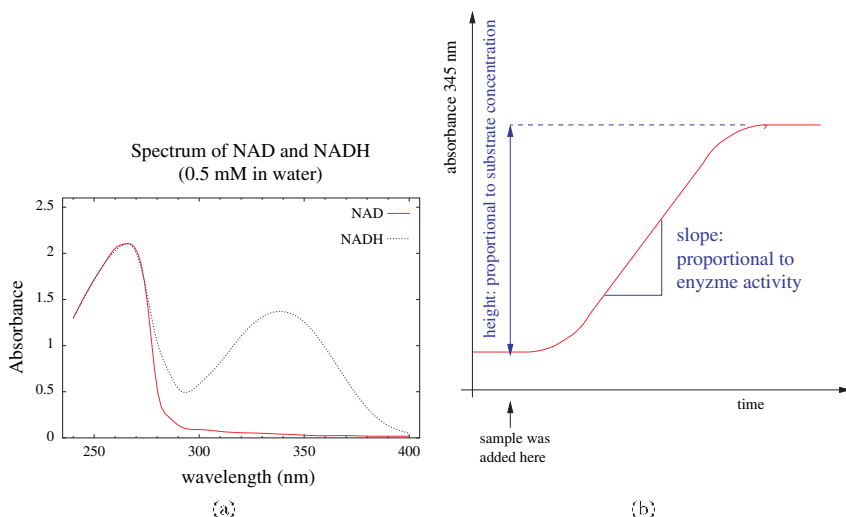 Spectrum of NAD and NADH
(0.5 mM in water)
NAD
NADH
2.5
2
1.5
1
0.5
0
Absorbance
250
300
350
400
wavelength (nm)
(a)
absorbance 345 nm
height: proportional to substrate concentration
slope:
proportional to
enyzme activity
time
sample was
added here
(b)